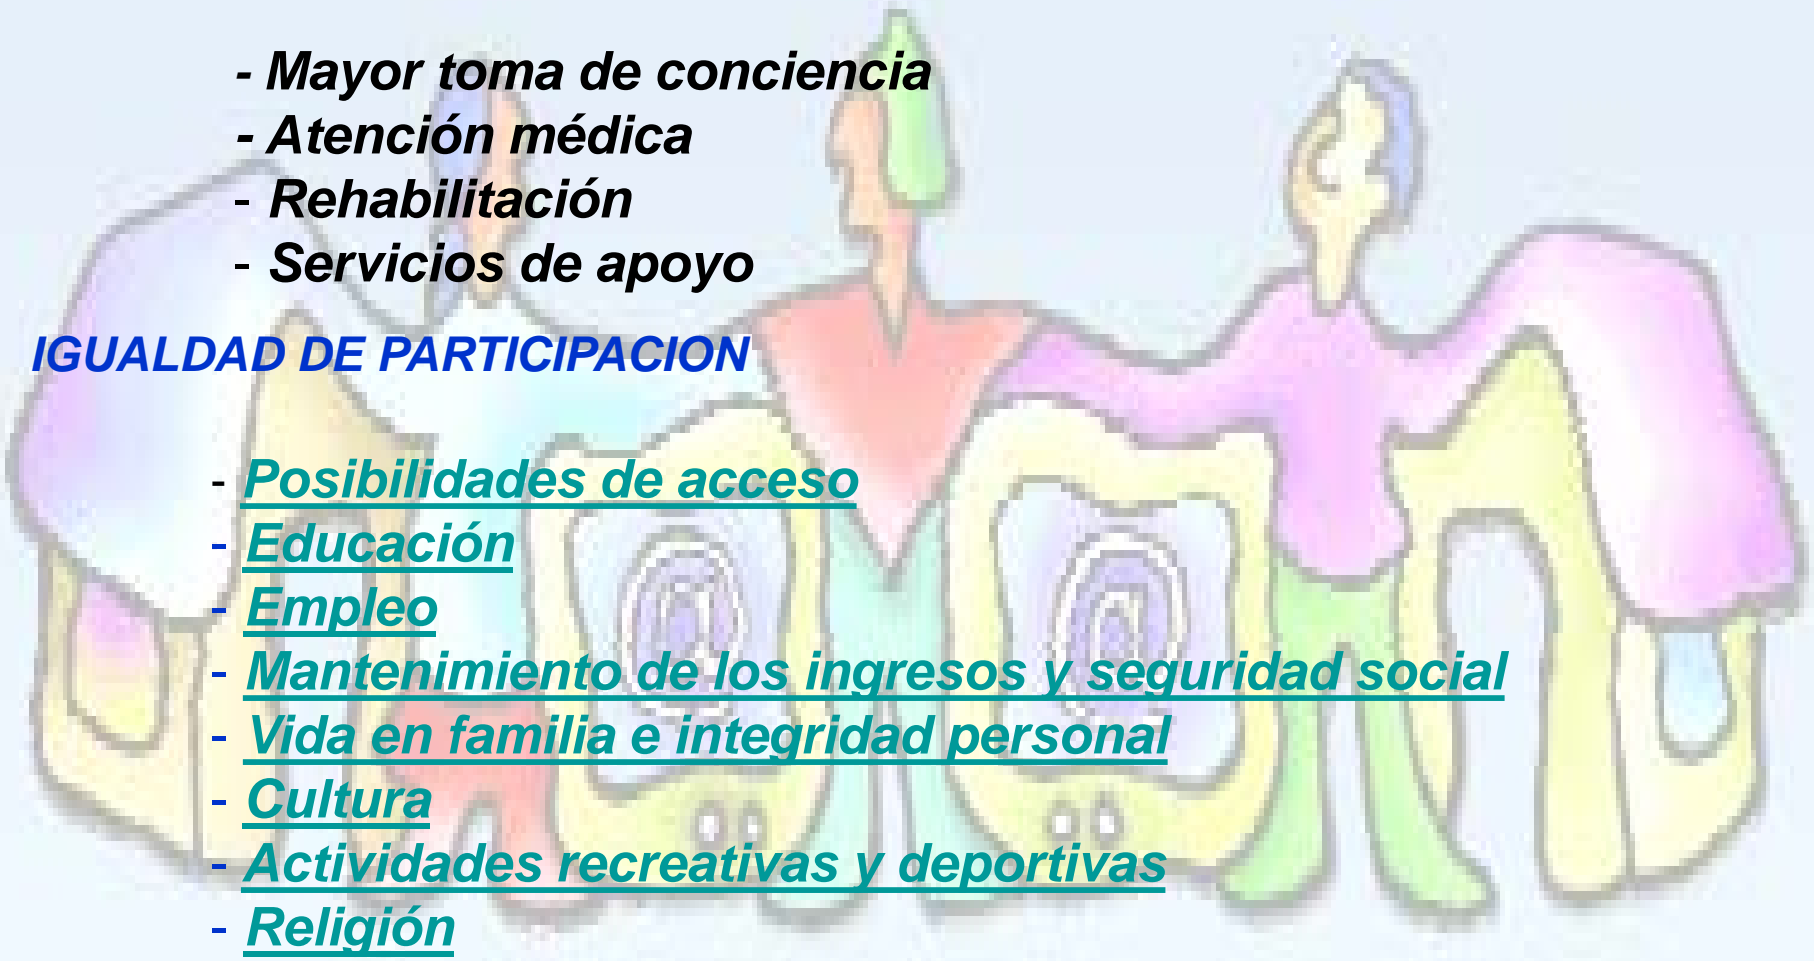 - Mayor toma de conciencia
- Atención médica
- Rehabilitación
- Servicios de apoyo
IGUALDAD DE PARTICIPACION
- Posibilidades de acceso
- Educación
- Empleo
- Mantenimiento de los ingresos y seguridad social
- Vida en familia e integridad personal
- Cultura
- Actividades recreativas y deportivas
- Religión